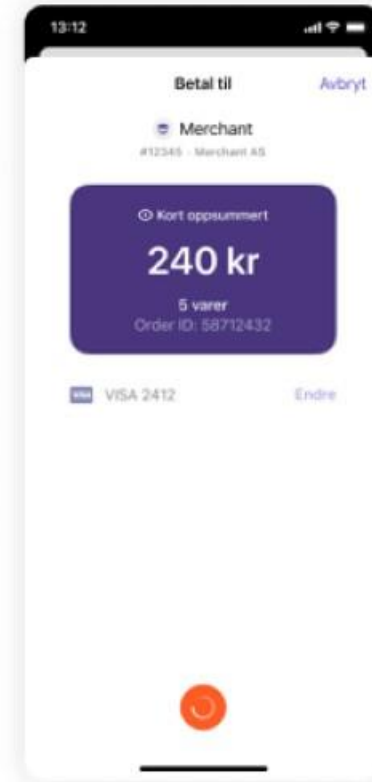 13:12
Betal til
Avbryt
Merchant
#12345 - Merchant AS
Kort oppsummert
240 kr
5 varer
Order ID: 58712432
VISA
VISA 2412
Endre